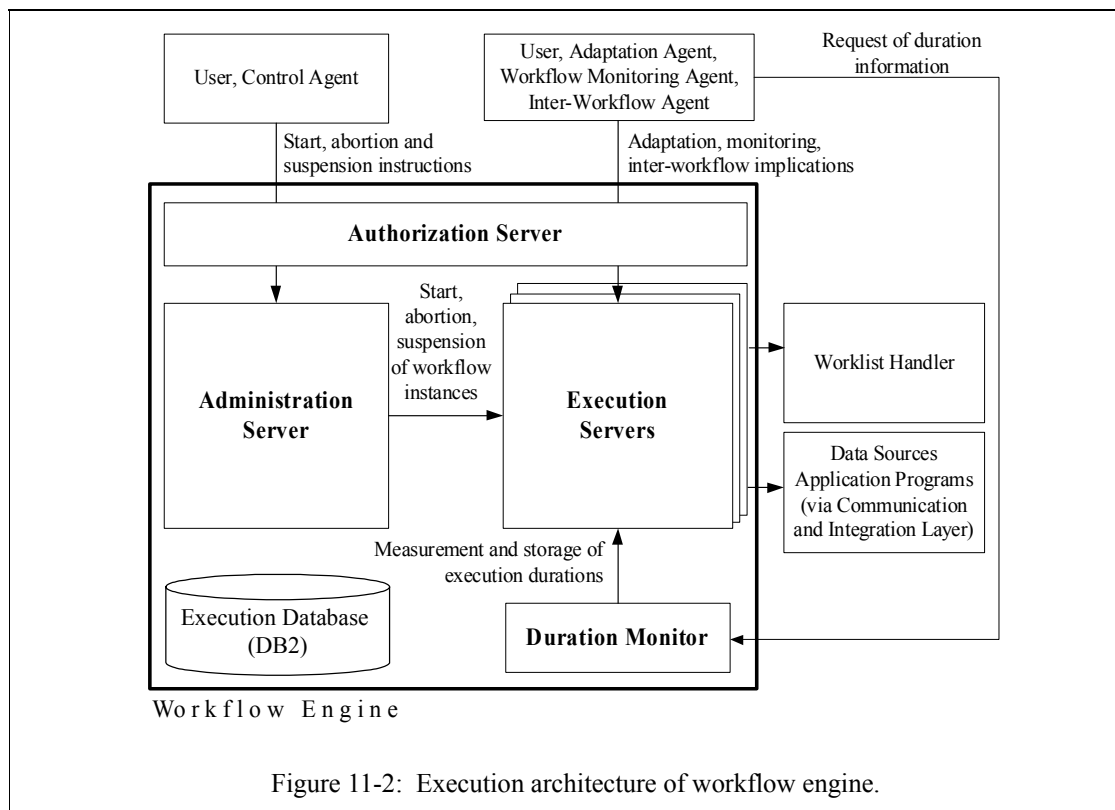 User, Control Agent
User, Adaptation Agent,
Workflow Monitoring Agent,
Inter-Workflow Agent
Request of duration
information
Start, abortion and
suspension instructions
Adaptation, monitoring,
inter-workflow implications
Authorization Server
Administration
Server
Start,
abortion,
suspension
of workflow
instances
Execution
Servers
Worklist Handler
Data Sources
Application Programs
(via Communication
and Integration Layer)
Measurement and storage of
execution durations
Execution Database
(DB2)
Duration Monitor
Workflow Engine
Figure 11-2: Execution architecture of workflow engine.